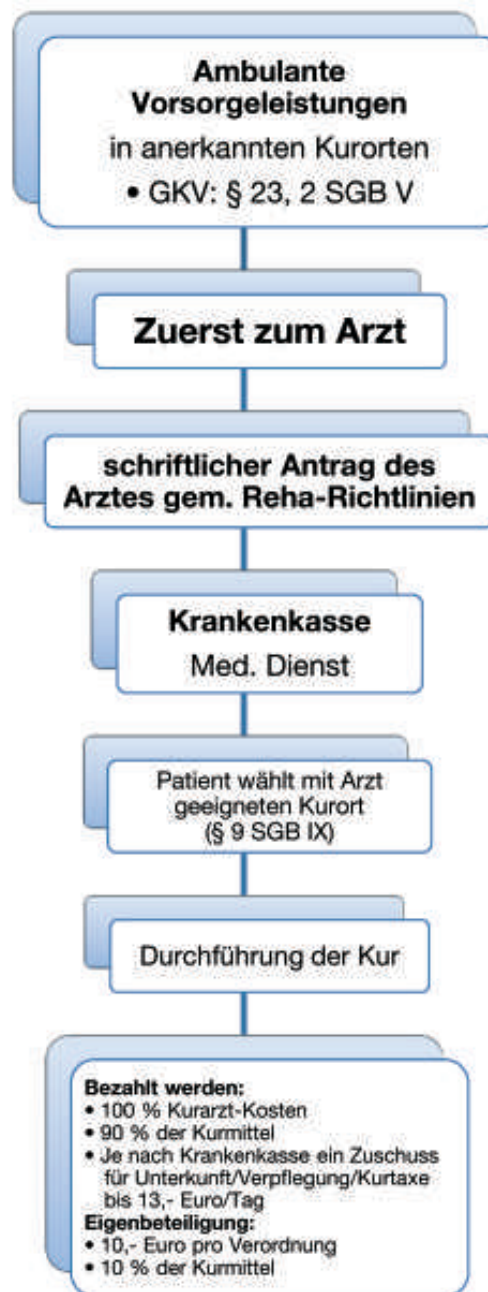 Ambulante
Vorsorgeleistungen
in anerkannten Kurorten
• GKV: § 23, 2 SGB V
Zuerst zum Arzt
schriftlicher Antrag des
Arztes gem. Reha-Richtlinien
Krankenkasse
Med. Dienst
Patient wählt mit Arzt
geeigneten Kurort
(§ 9 SGB IX)
Durchführung der Kur
Bezahlt werden:
• 100 % Kurarzt-Kosten
• 90 % der Kurmittel
• Je nach Krankenkasse ein Zuschuss
für Unterkunft/Verpflegung/Kurtaxe
bis 13,- Euro/Tag
Eigenbeteiligung:
• 10,- Euro pro Verordnung
• 10 % der Kurmittel